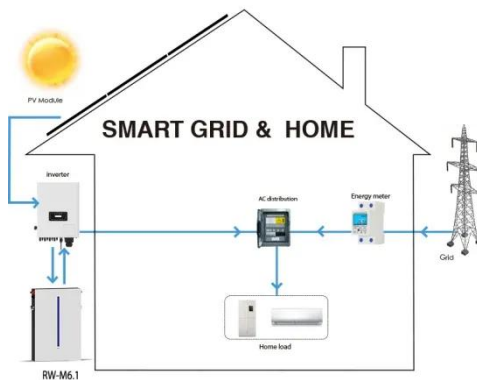 PV Module
SMART GRID & HOME
inverter
AC distribution
Energy meter
Grid
Home load
RW-M6.1